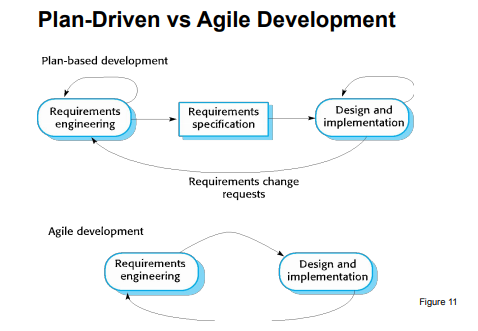 Plan-Driven vs Agile Development
Plan-based development
Requirements
engineering
Requirements
specification
Design and
implementation
Requirements change
requests
Agile development
Requirements
engineering
Design and
implementation
Figure 11